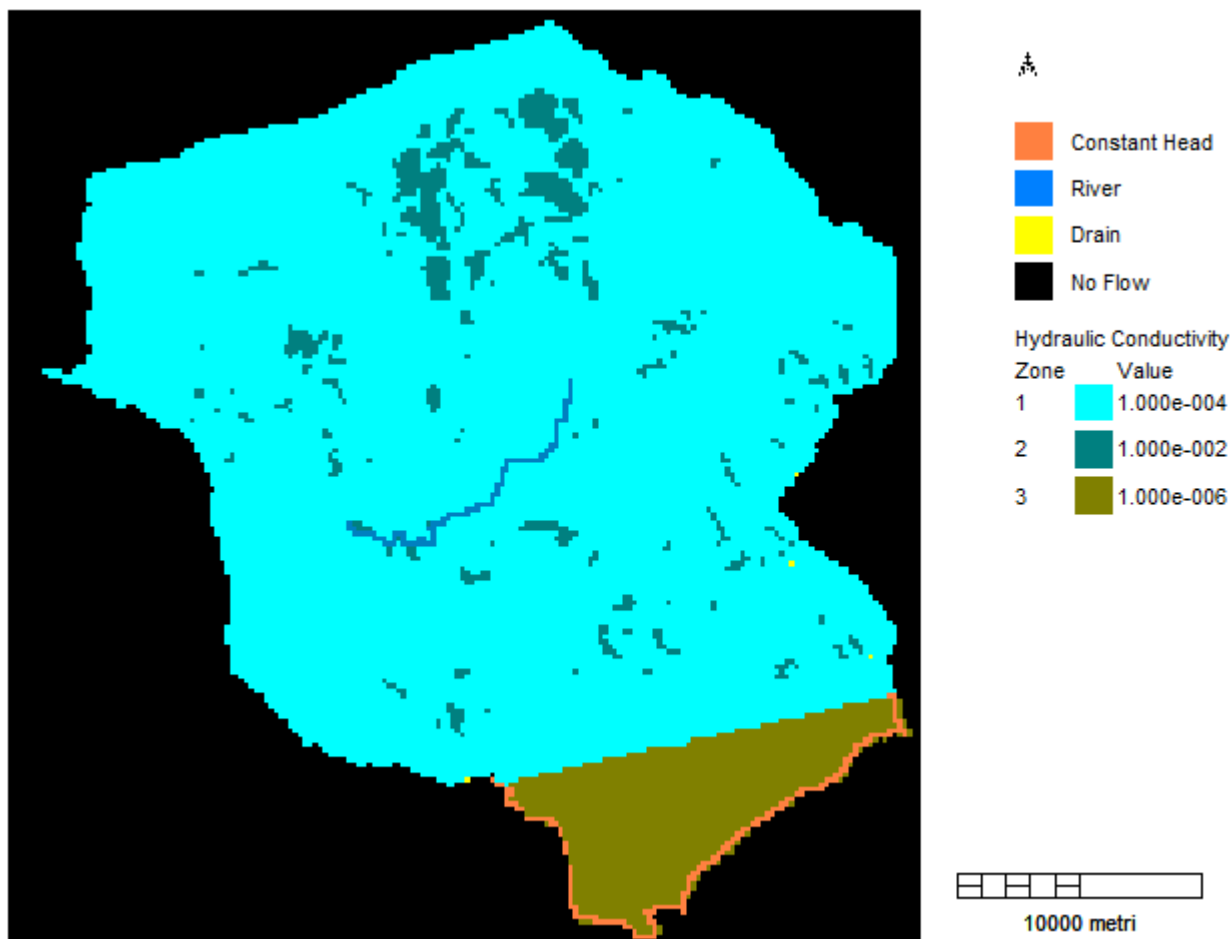 Constant Head
River
Drain
No Flow
Hydraulic Conductivity
Zone Value
1 1.000e-004
2 1.000e-002
3 1.000e-006
10000 metri